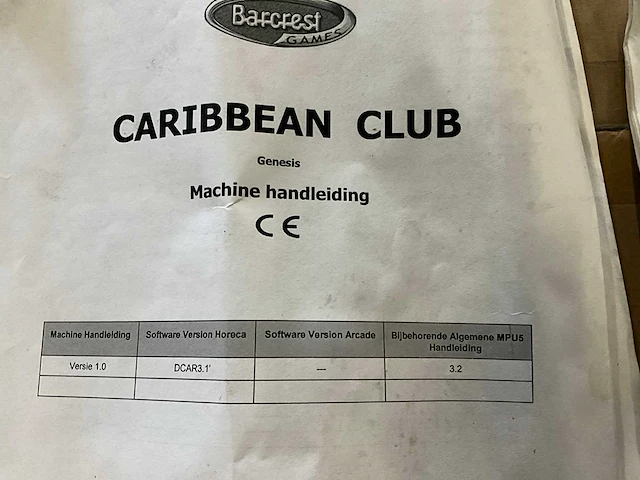 Barcrest
GAMES
CARIBBEAN CLUB
Genesis
Machine handleiding
CE
Machine Handleiding Software Version Horeca Software Version Arcade Bijbehorende Algemene MPU5 Handleiding
Versie 1.0 DCAR3.1' --- 3.2